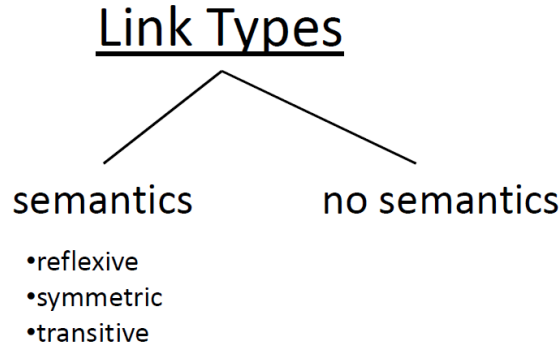 Link Types
semantics
no semantics
•reflexive
•symmetric
•transitive